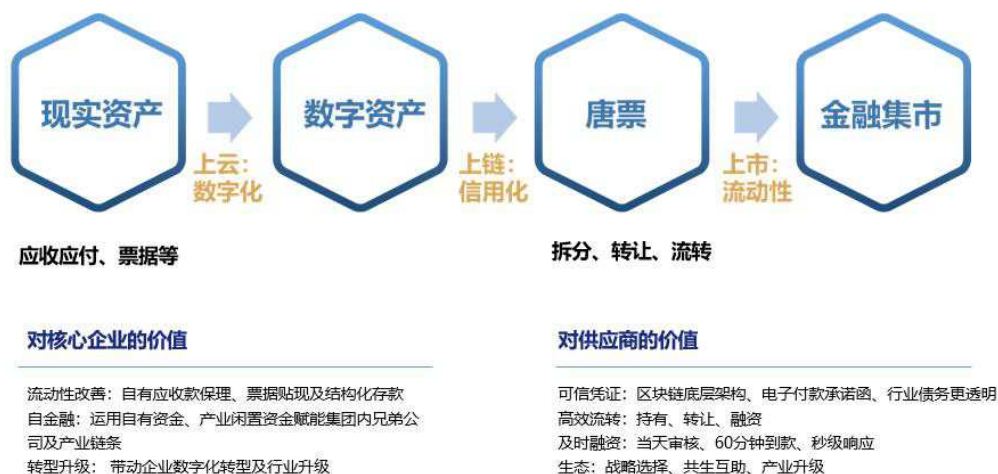 现实资产
数字资产
唐票
金融集市
上云：
数字化
上链：
信用化
上市：
流动性
应收应付、票据等
拆分、转让、流转
对核心企业的价值
流动性改善：自有应收款保理、票据贴现及结构化存款
自金融：运用自有资金、产业闲置资金赋能集团内兄弟公
司及产业链条
转型升级： 带动企业数字化转型及行业升级
对供应商的价值
可信凭证：区块链底层架构、电子付款承诺函、行业债务更透明
高效流转：持有、转让、融资
及时融资：当天审核、60分钟到款、秒级响应
生态：战略选择、共生互助、产业升级